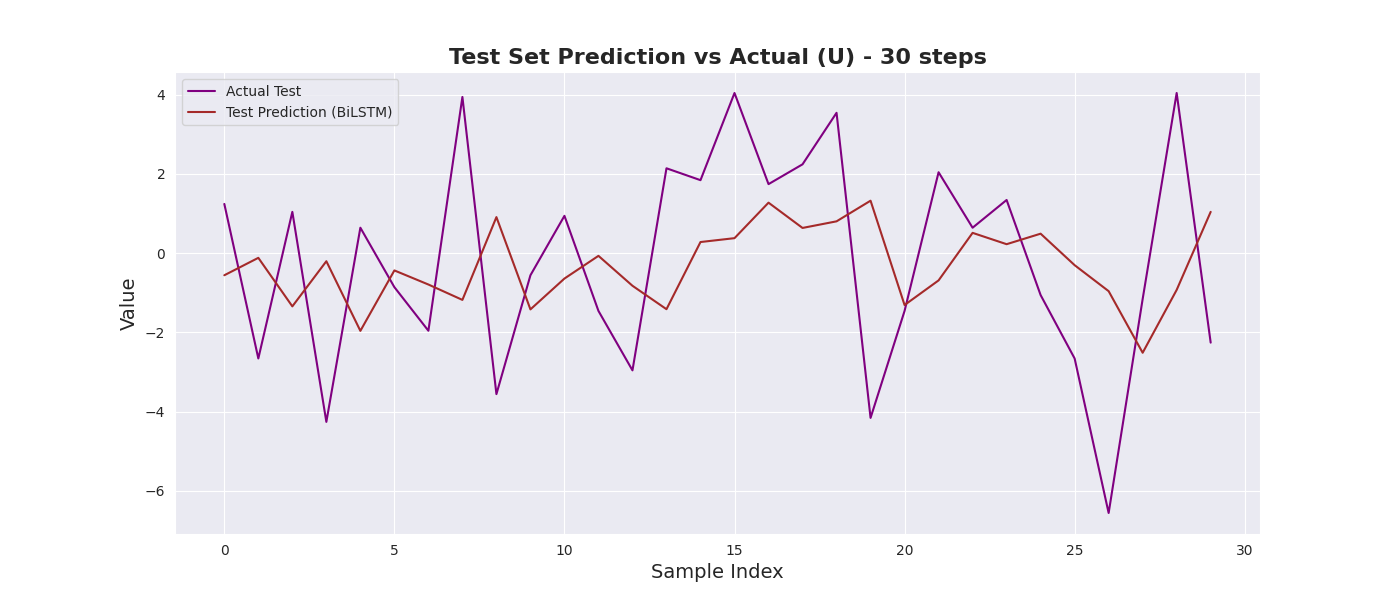 Test Set Prediction vs Actual (U) - 30 steps
Actual Test
Test Prediction (BiLSTM)
4
2
0
−2
−4
−6
Value
0 5 10 15 20 25 30
Sample Index